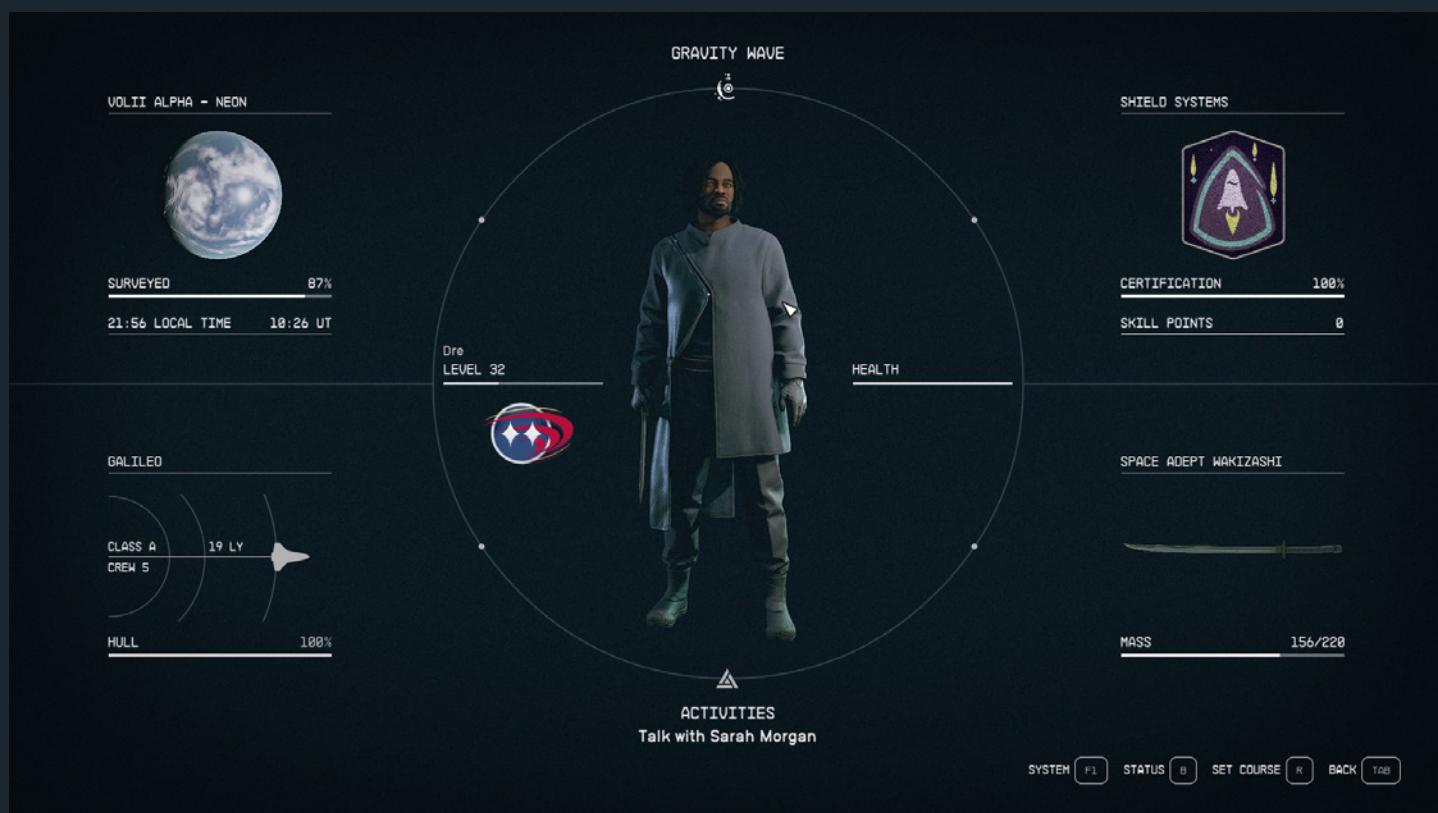 GRAVITY WAVE
VOLII ALPHA - NEON
SURVEYED 87%
21:56 LOCAL TIME 10:26 UT
SHIELD SYSTEMS
CERTIFICATION 100%
SKILL POINTS 0
Dre
LEVEL 32
HEALTH
GALILEO
CLASS A 19 LY
CREW 5
HULL 100%
SPACE ADEPT WAKIZASHI
MASS 156/220
ACTIVITIES
Talk with Sarah Morgan
SYSTEM F1 STATUS B SET COURSE R BACK TAB